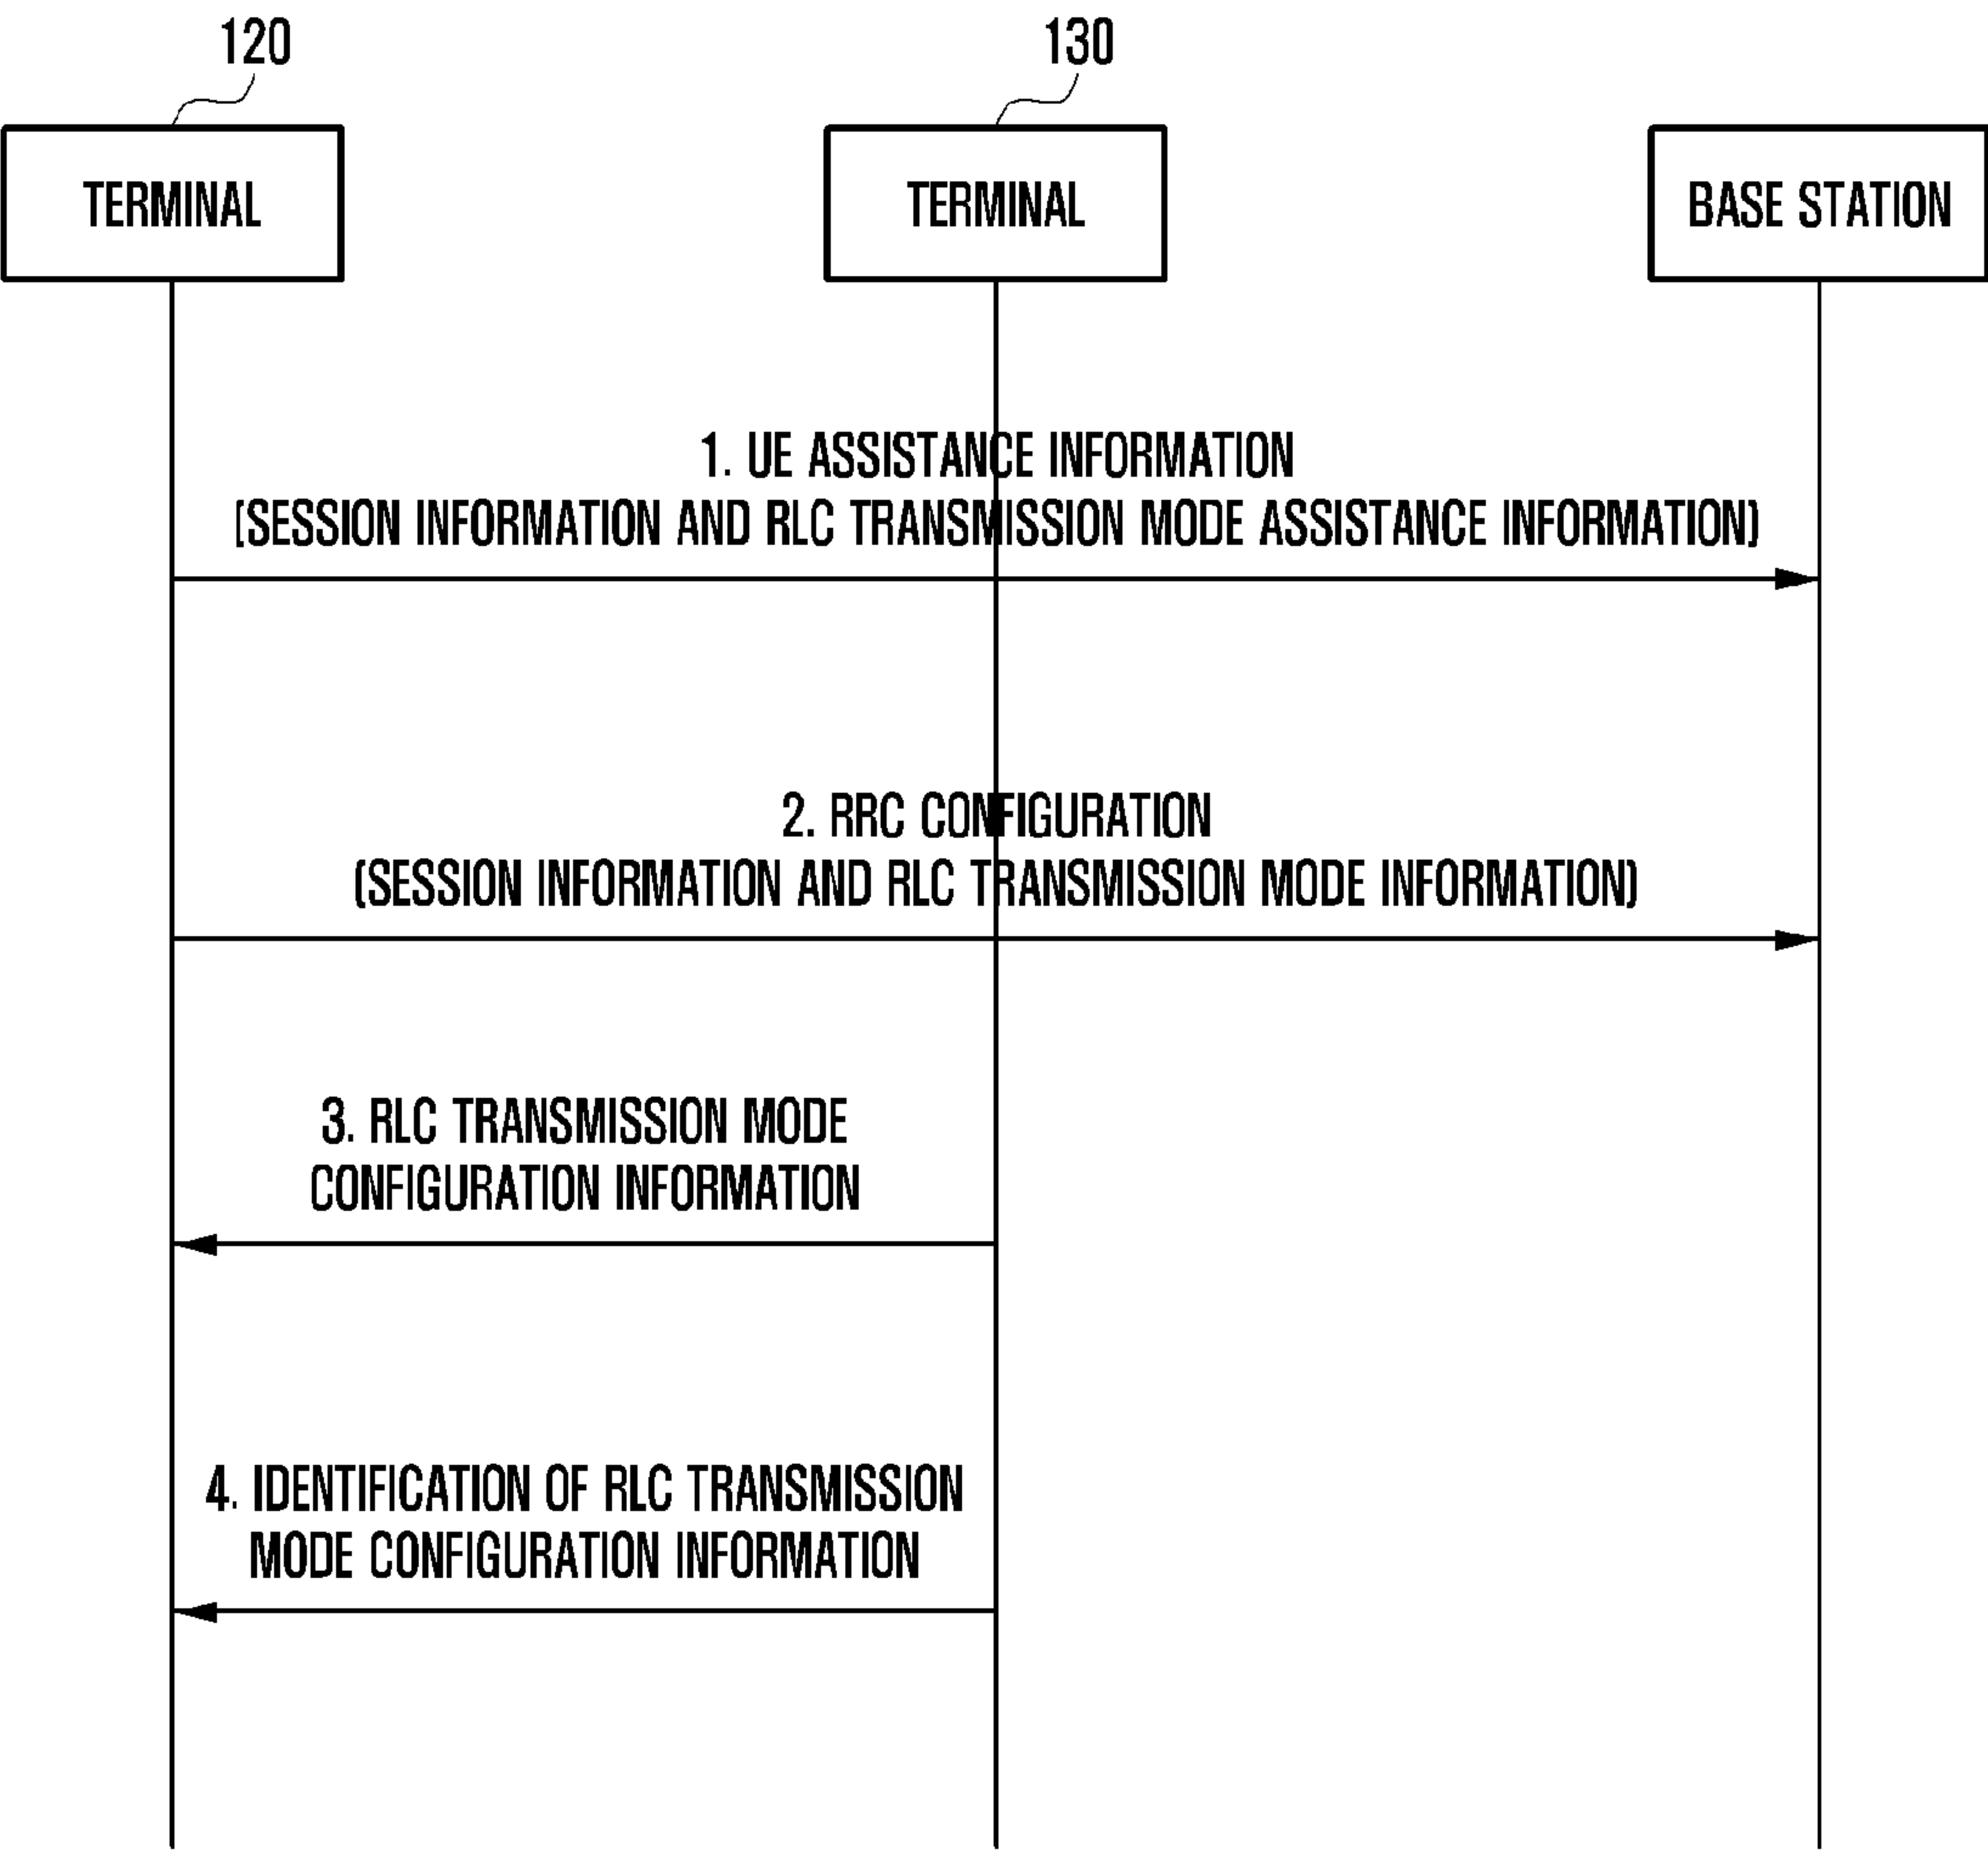 120
130
TERMINAL
TERMINAL
BASE STATION
1. UE ASSISTANCE INFORMATION
(SESSION INFORMATION AND RLC TRANSMISSION MODE ASSISTANCE INFORMATION)
2. RRC CONFIGURATION
(SESSION INFORMATION AND RLC TRANSMISSION MODE INFORMATION)
3. RLC TRANSMISSION MODE
CONFIGURATION INFORMATION
4. IDENTIFICATION OF RLC TRANSMISSION
MODE CONFIGURATION INFORMATION